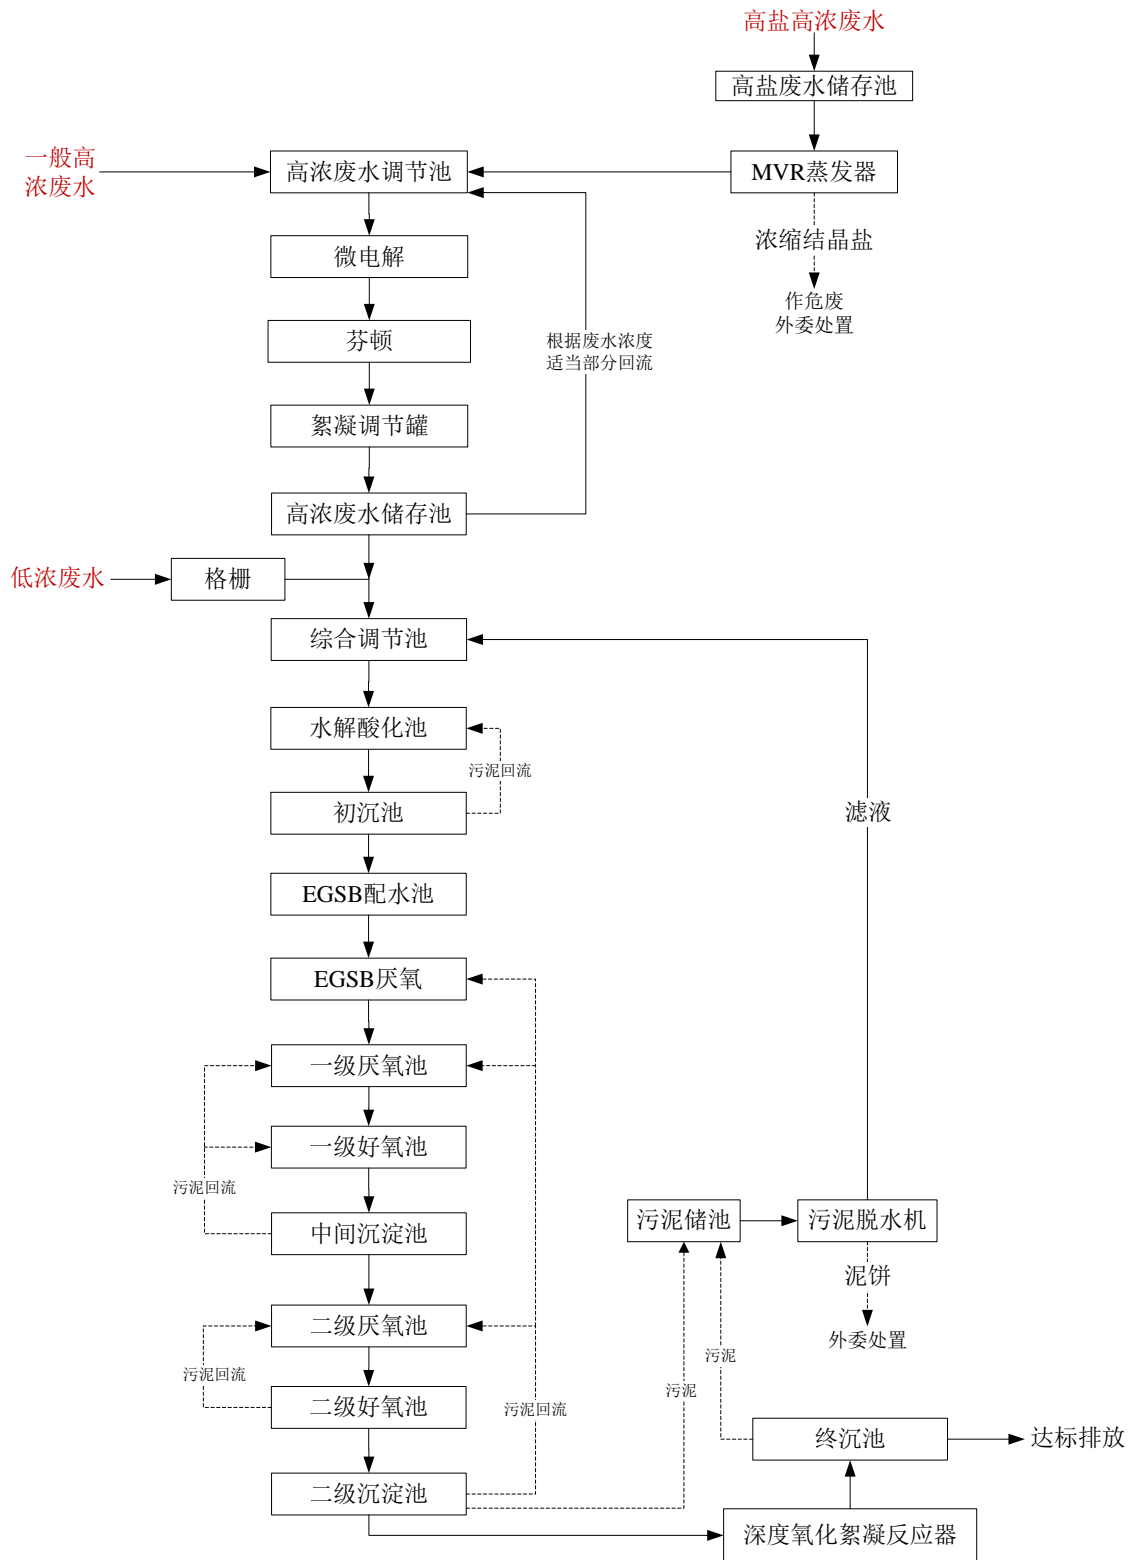 高盐高浓废水
高盐废水储存池
一般高
浓废水
高浓废水调节池
MVR蒸发器
微电解
浓缩结晶盐
作危废
外委处置
芬顿
根据废水浓度
适当部分回流
絮凝调节罐
高浓废水储存池
低浓废水
格栅
综合调节池
水解酸化池
污泥回流
初沉池
滤液
EGSB配水池
EGSB厌氧
一级厌氧池
一级好氧池
污泥回流
中间沉淀池
污泥储池
污泥脱水机
泥饼
外委处置
二级厌氧池
污泥回流
污泥
污泥
二级好氧池
污泥回流
终沉池
达标排放
二级沉淀池
深度氧化絮凝反应器